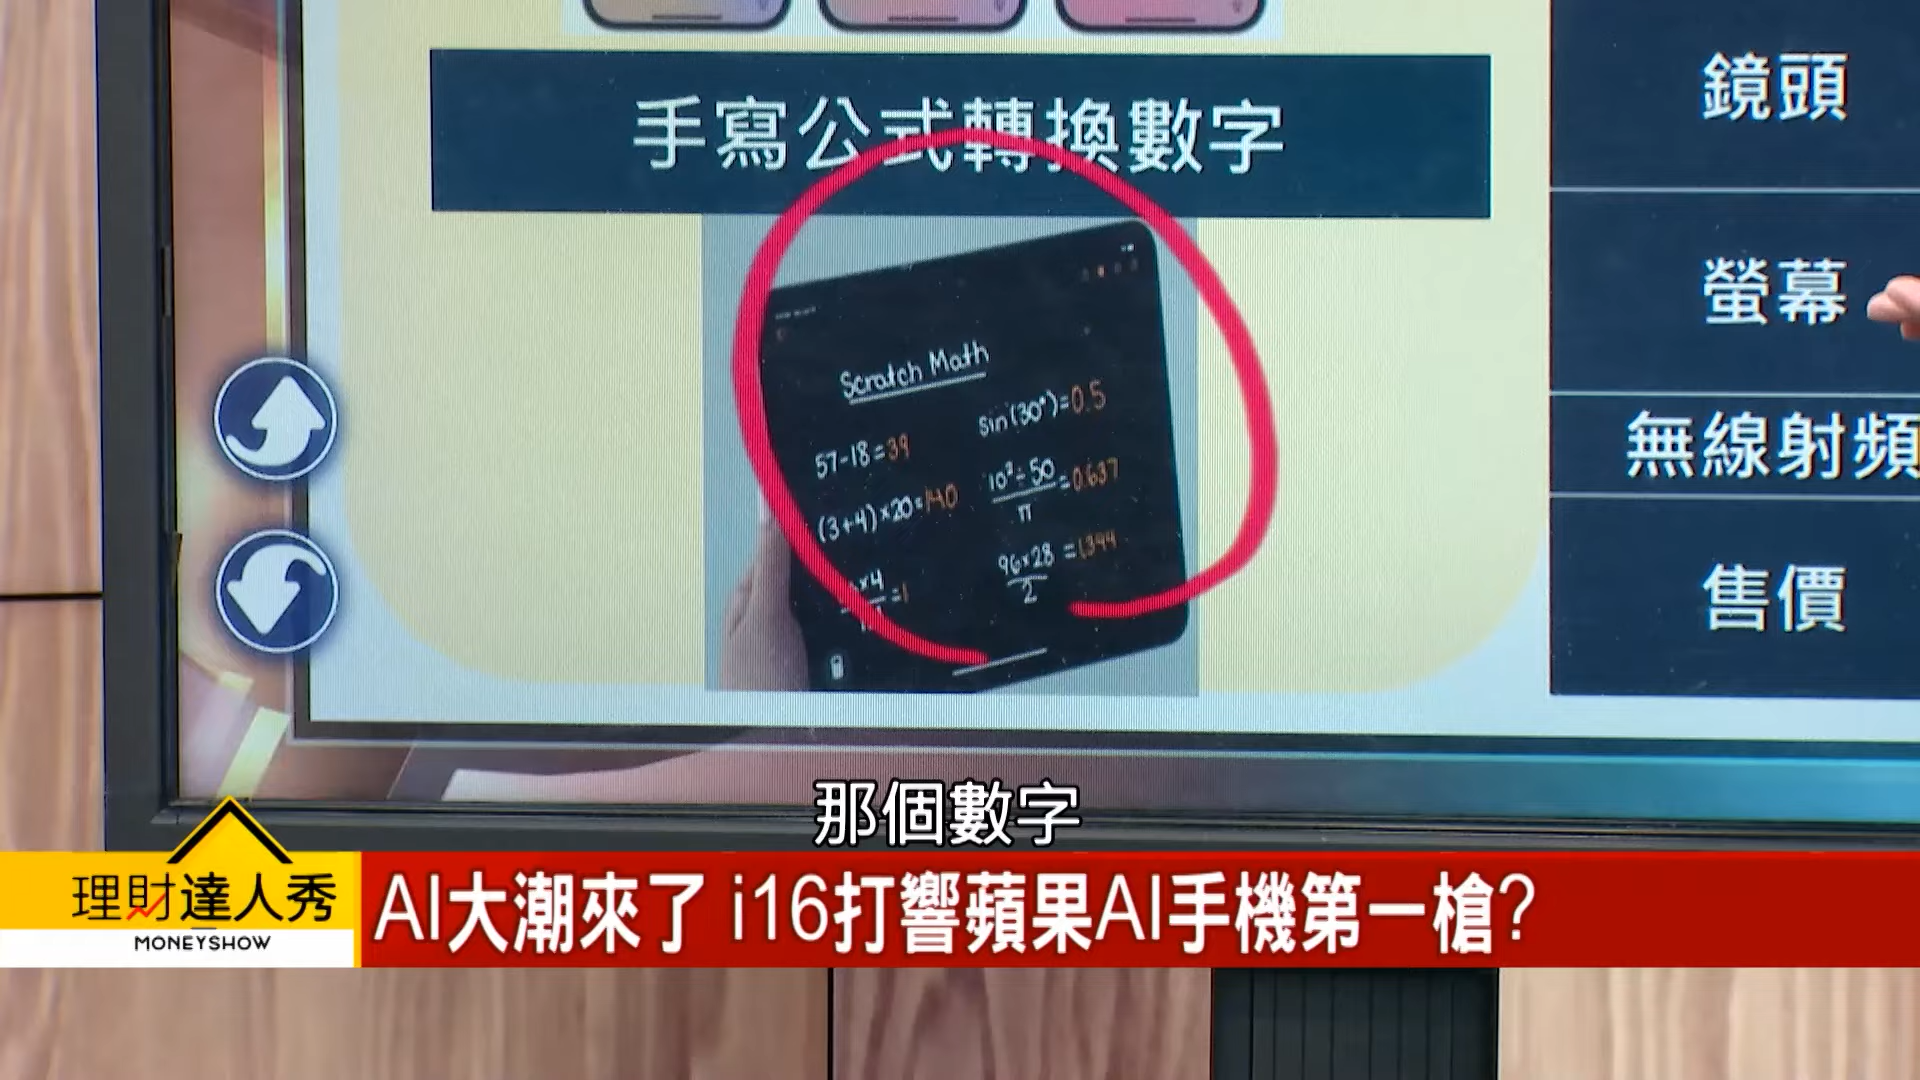 手寫公式轉換數字
鏡頭
螢幕
無線射頻
售價
Scratch Math
57-18=39
(3+4)×20=140
×4
=1
sin(30°)=0.5
10²÷50
=0.637
π
96×28
=1344
2
那個數字
理財達人秀
MONEYSHOW
AI大潮來了 i16打響蘋果AI手機第一槍?